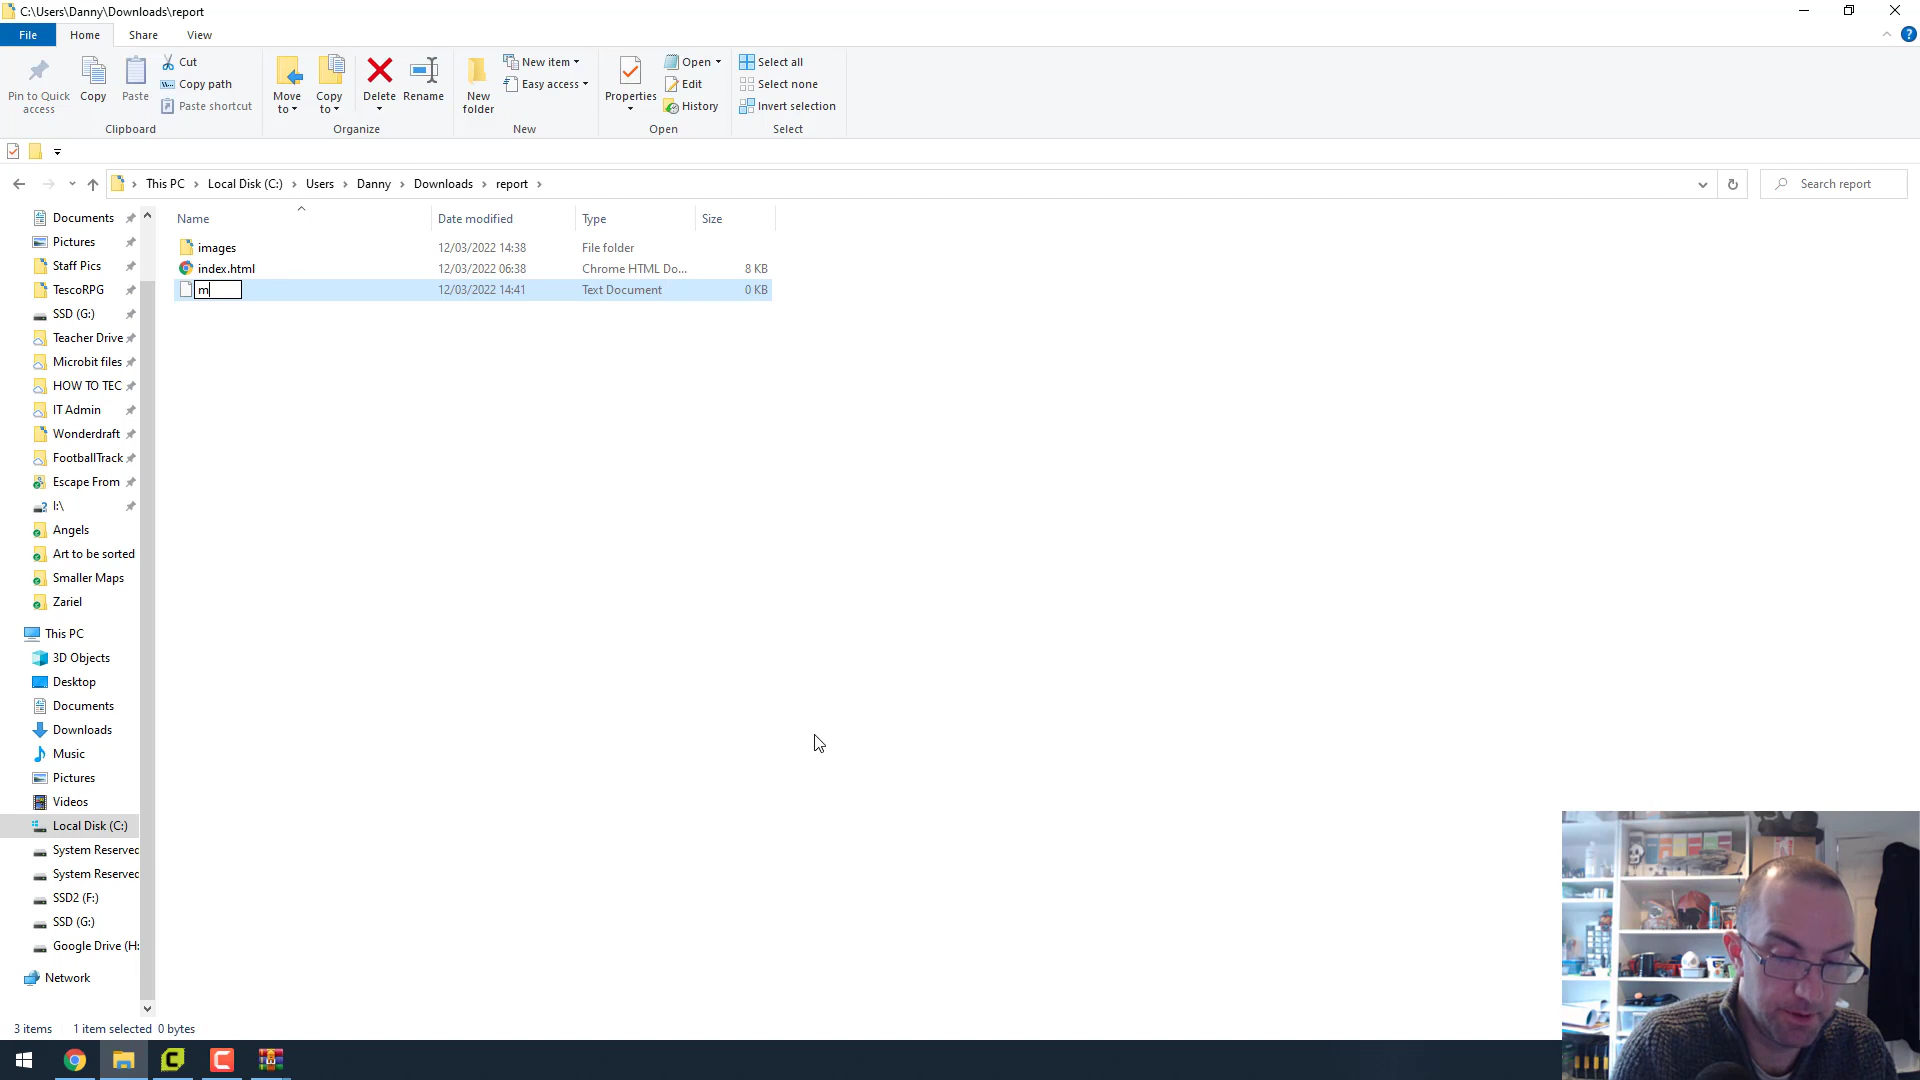 C:\Users\Danny\Downloads\report
File Home Share View
Pin to Quick access
Copy
Paste
Cut
Copy path
Paste shortcut
Clipboard
Move to
Copy to
Delete
Rename
Organize
New folder
New item
Easy access
New
Properties
Open
Edit
History
Open
Select all
Select none
Invert selection
Select
This PC > Local Disk (C:) > Users > Danny > Downloads > report >
Search report
Name Date modified Type Size
images 12/03/2022 14:38 File folder
index.html 12/03/2022 06:38 Chrome HTML Do... 8 KB
m 12/03/2022 14:41 Text Document 0 KB
Documents
Pictures
Staff Pics
TescoRPG
SSD (G:)
Teacher Drive
Microbit files
HOW TO TEC
IT Admin
Wonderdraft
FootballTrack
Escape From
I:\
Angels
Art to be sorted
Smaller Maps
Zariel
This PC
3D Objects
Desktop
Documents
Downloads
Music
Pictures
Videos
Local Disk (C:)
System Reserved
System Reserved
SSD2 (F:)
SSD (G:)
Google Drive (H:
Network
3 items 1 item selected 0 bytes